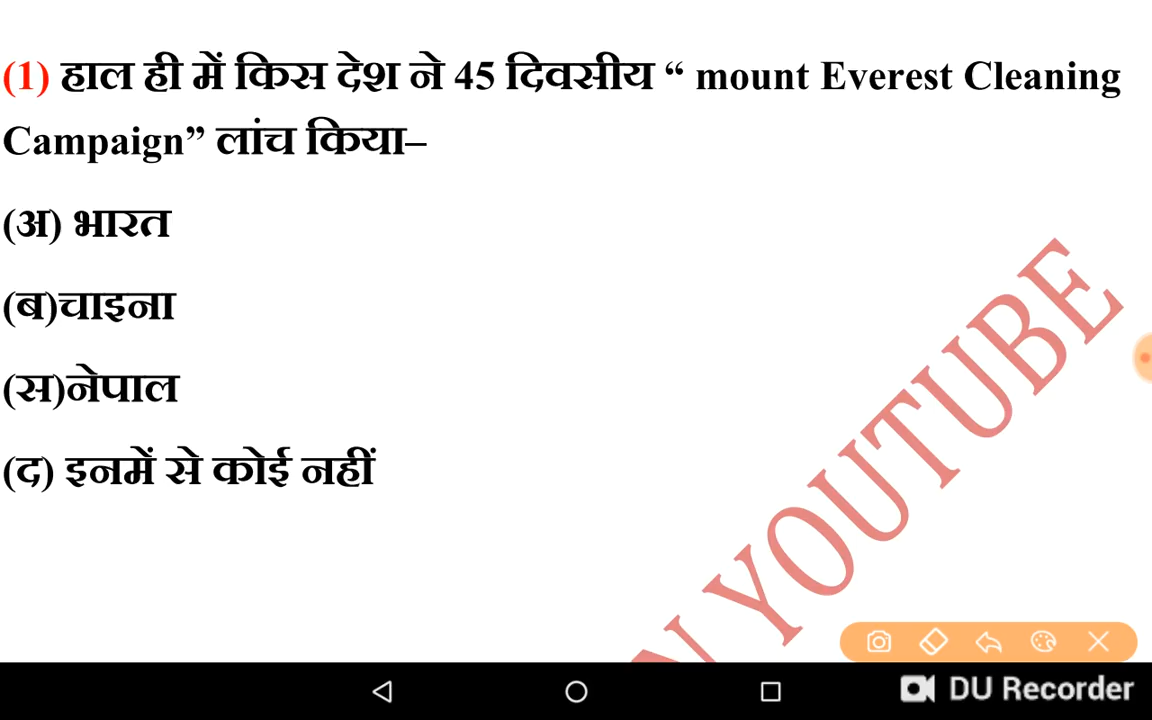 (1) हाल ही में किस देश ने 45 दिवसीय “ mount Everest Cleaning
Campaign” लांच किया–
(अ) भारत
(ब)चाइना
(स)नेपाल
(द) इनमें से कोई नहीं
YOUTUBE
DU Recorder